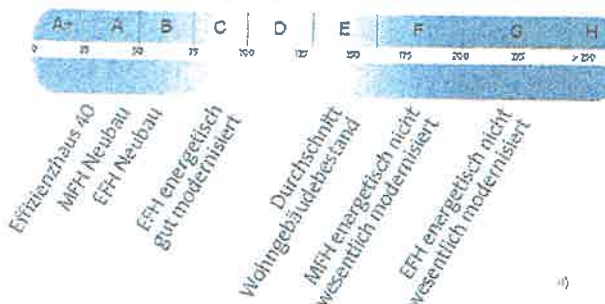 A+ A B C D E F G H
0 25 50 75 100 125 150 175 200 225 >250
Effizienzhaus 40
MFH Neubau
EFH Neubau
EFH energetisch
gut modernisiert
Durchschnitt
Wohngebäudebestand
MFH energetisch nicht
wesentlich modernisiert
EFH energetisch nicht
wesentlich modernisiert